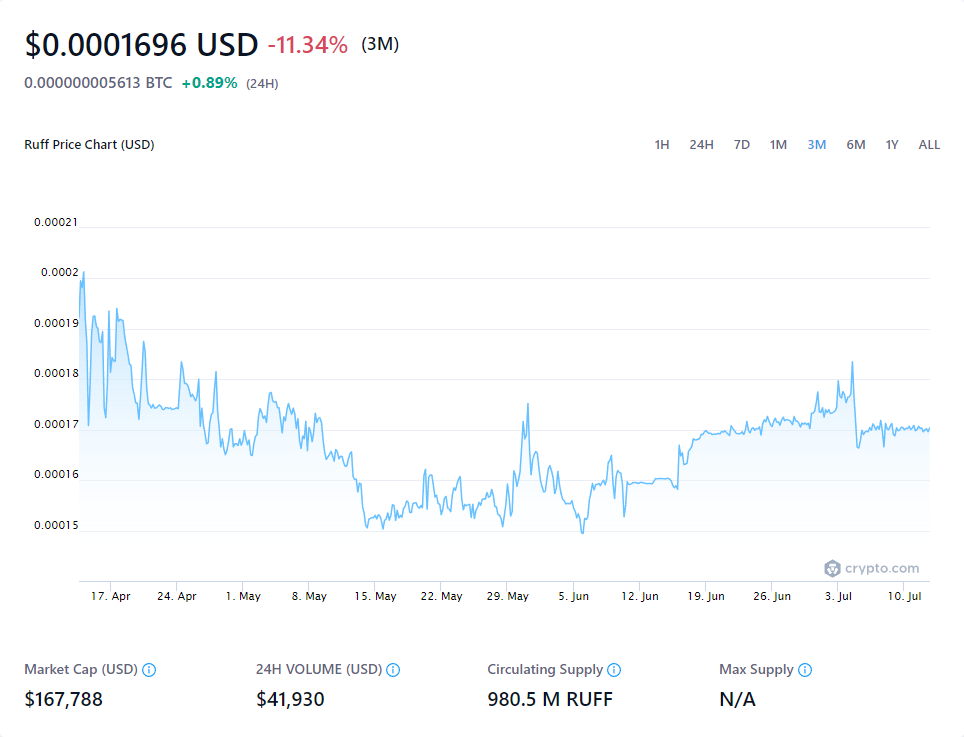 $0.0001696 USD -11.34% (3M)
0.000000005613 BTC +0.89% (24H)
Ruff Price Chart (USD)
1H 24H 7D 1M 3M 6M 1Y ALL
0.00021
0.0002
0.00019
0.00018
0.00017
0.00016
0.00015
crypto.com
17. Apr 24. Apr 1. May 8. May 15. May 22. May 29. May 5. Jun 12. Jun 19. Jun 26. Jun 3. Jul 10. Jul
Market Cap (USD) 24H VOLUME (USD) Circulating Supply Max Supply
$167,788 $41,930 980.5 M RUFF N/A